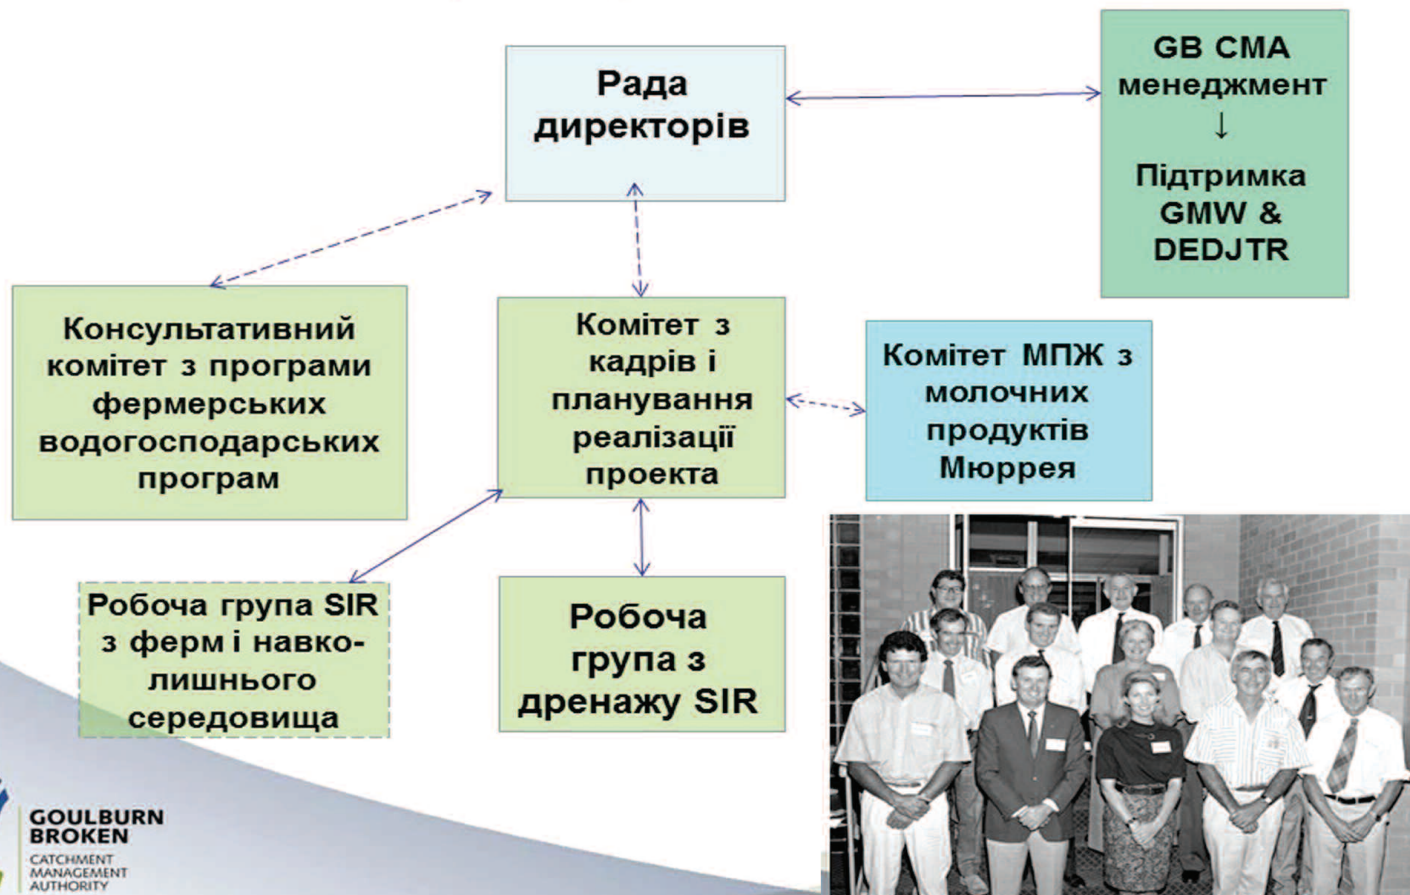 Рада
директорів
GB CMA
менеджмент
↓
Підтримка
GMW &
DEDJTR
Консультативний
комітет з програми
фермерських
водогосподарських
програм
Комітет з
кадрів і
планування
реалізації
проекта
Комітет МПЖ з
молочних
продуктів
Мюррея
Робоча група SIR
з ферм і навко-
лишнього
середовища
Робоча
група з
дренажу SIR
GOULBURN
BROKEN
CATCHMENT
MANAGEMENT
AUTHORITY